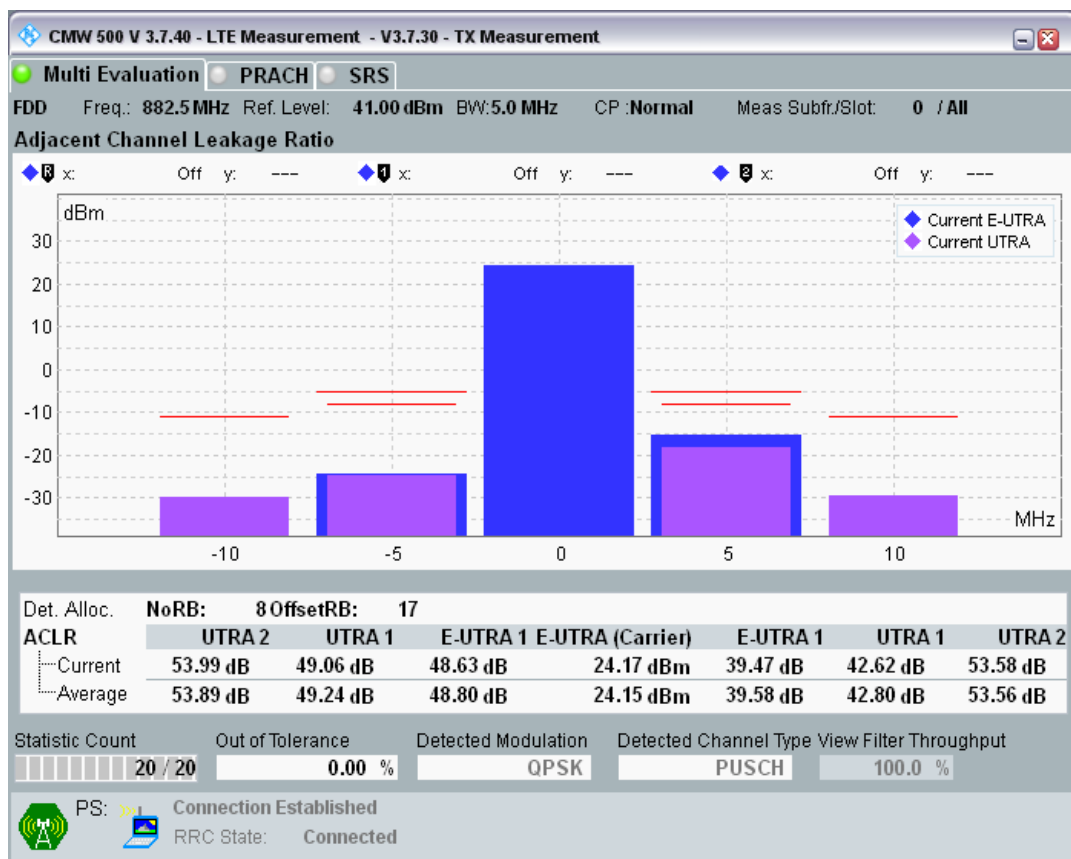 CMW 500 V 3.7.40 - LTE Measurement - V3.7.30 - TX Measurement
Multi Evaluation PRACH SRS
FDD Freq.: 882.5 MHz Ref. Level: 41.00 dBm BW:5.0 MHz CP :Normal Meas Subfr./Slot: 0 / All
Adjacent Channel Leakage Ratio
R x: Off y: --- 1 x: Off y: --- 2 x: Off y: ---
dBm
Current E-UTRA
Current UTRA
30
20
10
0
-10
-20
-30
MHz
-10 -5 0 5 10
Det. Alloc. NoRB: 8 OffsetRB: 17
ACLR UTRA 2 UTRA 1 E-UTRA 1 E-UTRA (Carrier) E-UTRA 1 UTRA 1 UTRA 2
Current 53.99 dB 49.06 dB 48.63 dB 24.17 dBm 39.47 dB 42.62 dB 53.58 dB
Average 53.89 dB 49.24 dB 48.80 dB 24.15 dBm 39.58 dB 42.80 dB 53.56 dB
Statistic Count Out of Tolerance Detected Modulation Detected Channel Type View Filter Throughput
20 / 20 0.00 % QPSK PUSCH 100.0 %
PS: Connection Established
RRC State: Connected